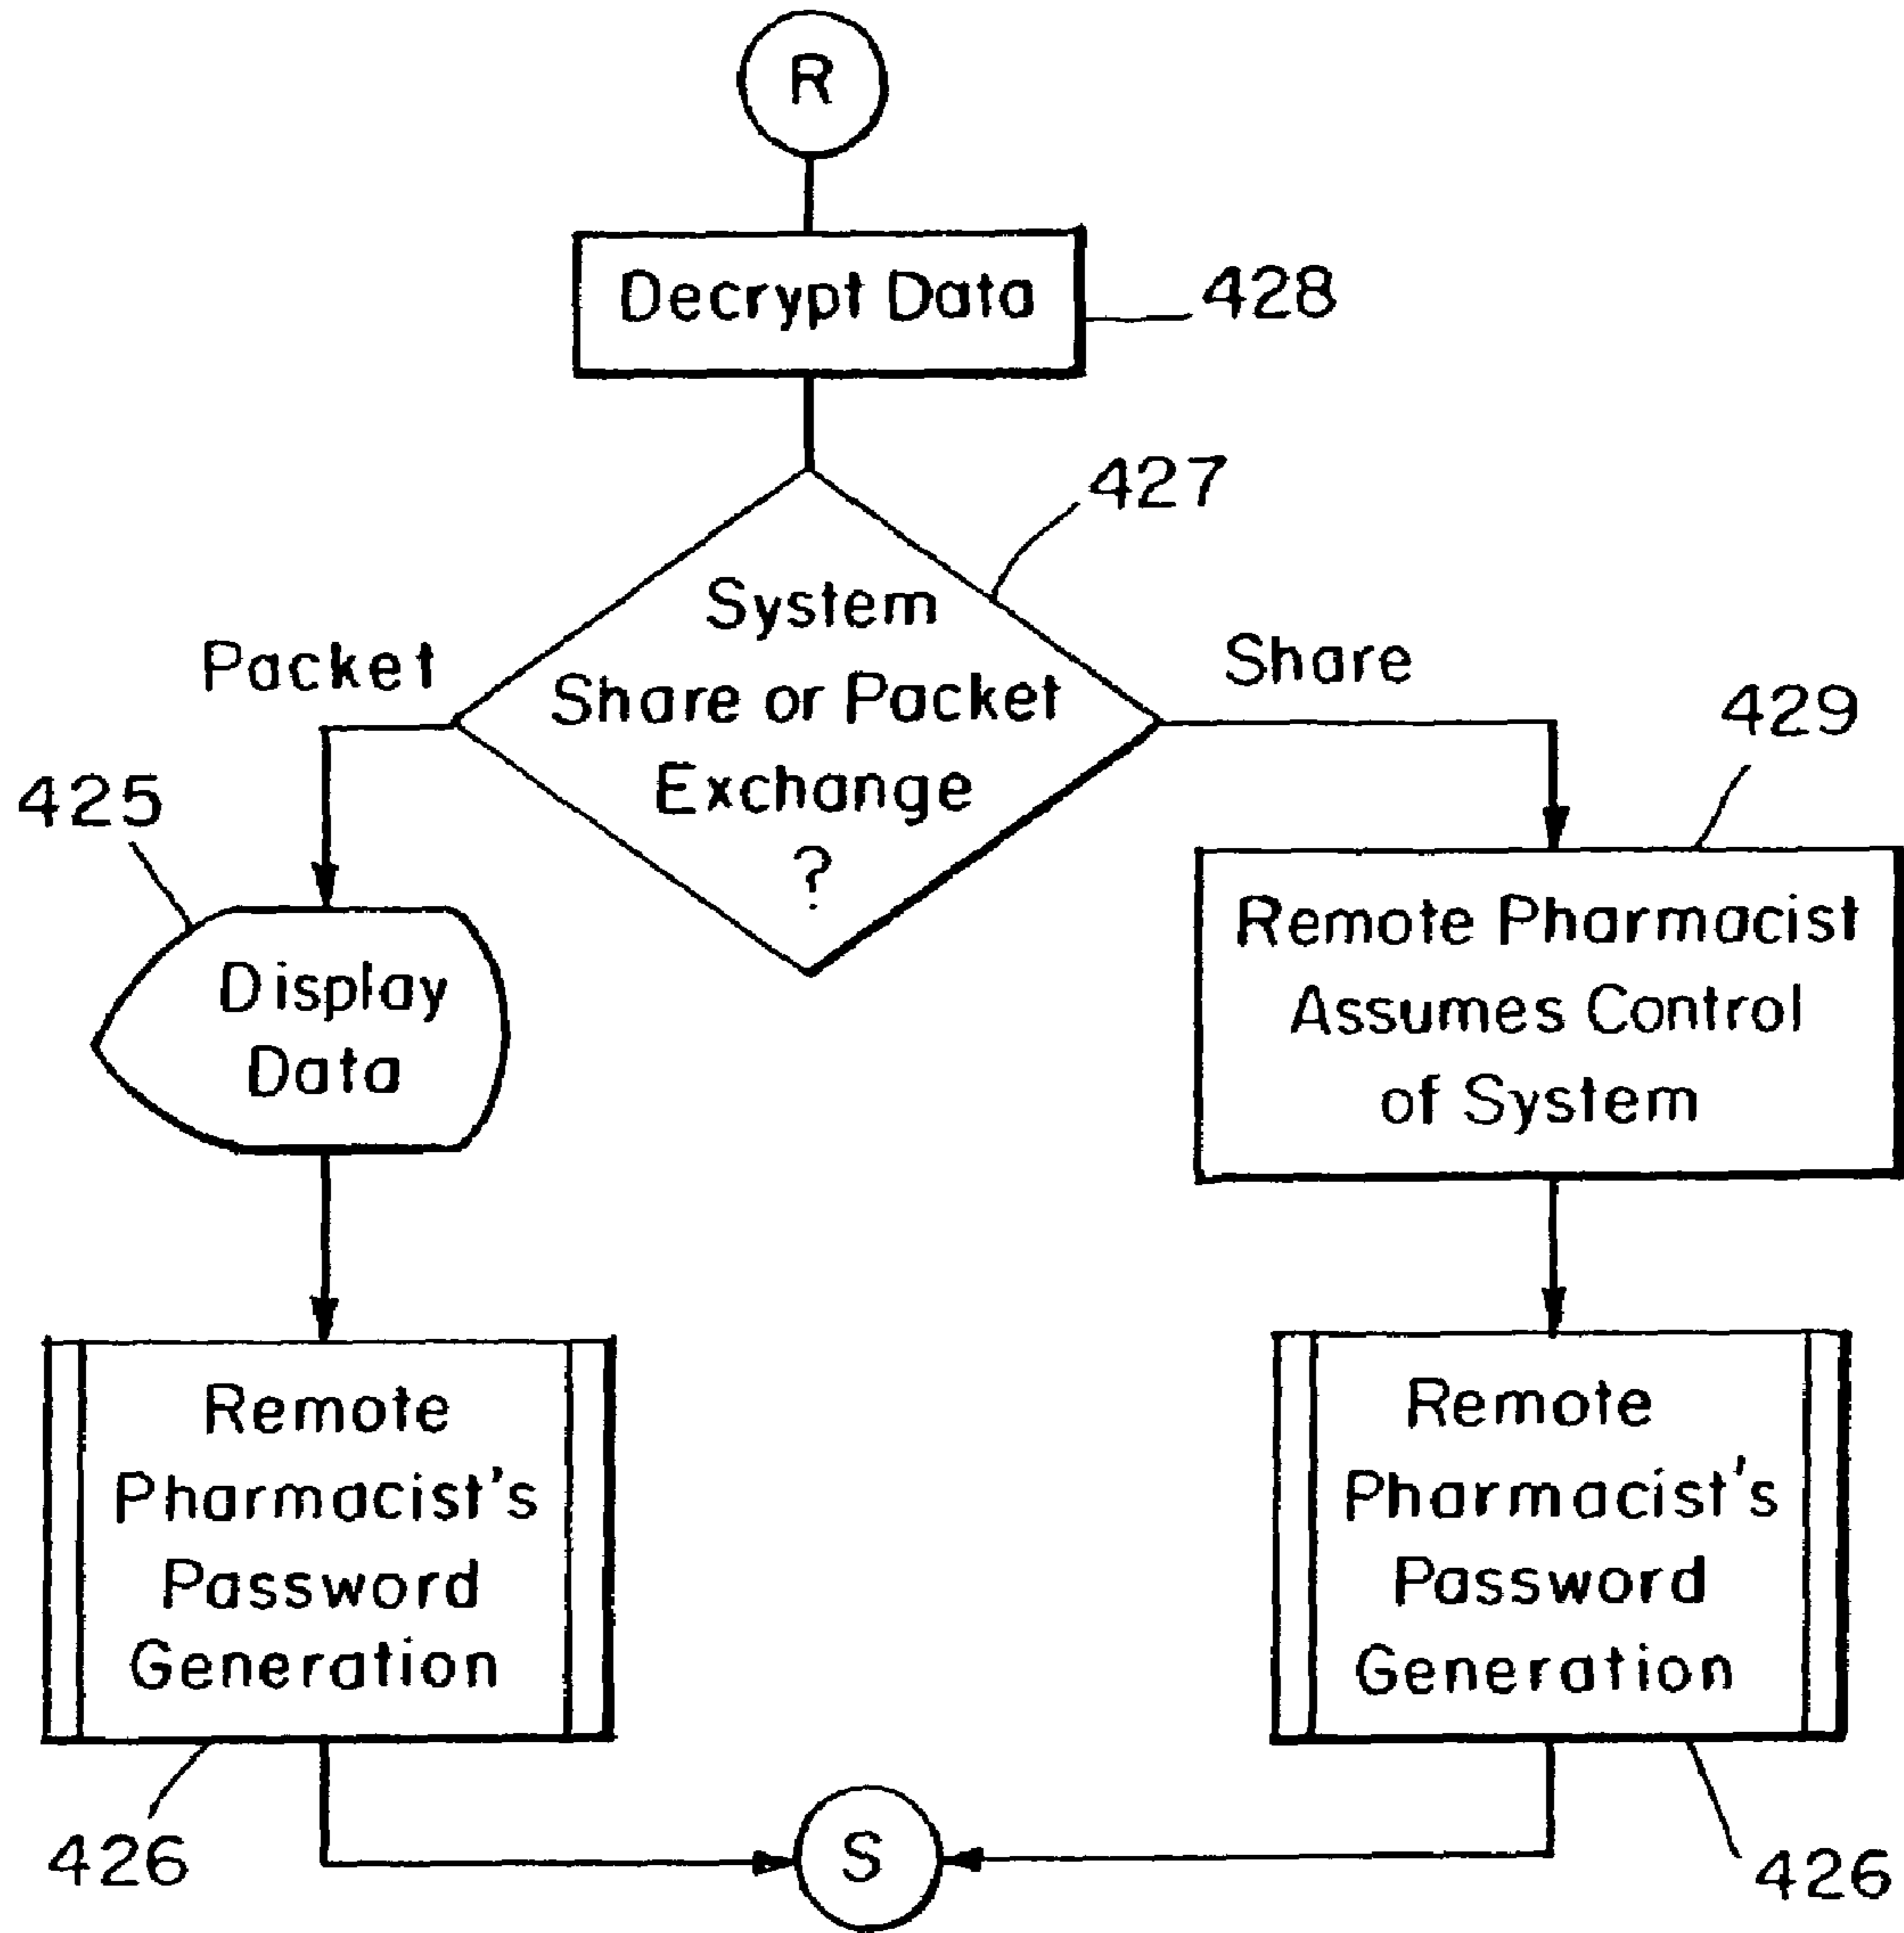 R
Decrypt Data
428
427
System
Share or Packet
Exchange
?
Packet
Share
429
425
Display
Data
Remote Pharmacist
Assumes Control
of System
Remote
Pharmacist's
Password
Generation
Remote
Pharmacist's
Password
Generation
426
S
426